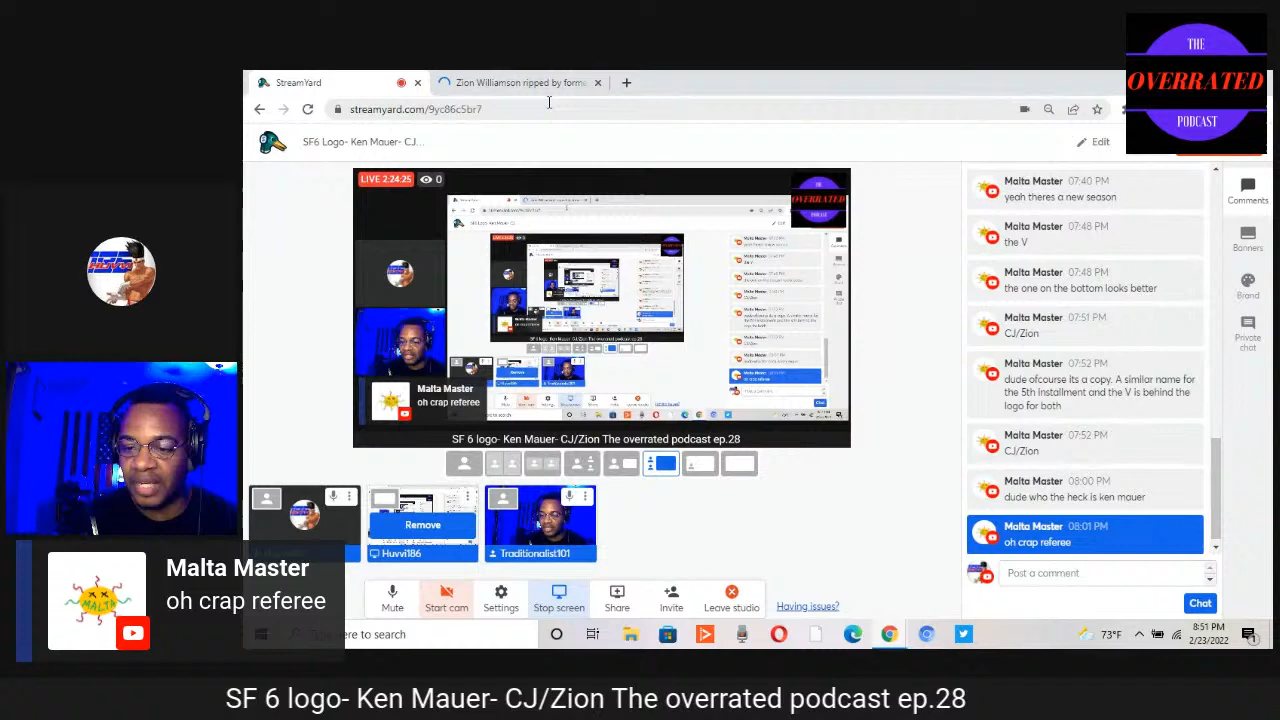 THE
OVERRATED
PODCAST
StreamYard
Zion Williamson ripped by forme
streamyard.com/9yc86c5br7
SF6 Logo- Ken Mauer- CJ...
Edit
LIVE 2:24:25
0
THE
OVERRATED
PODCAST
Malta Master
oh crap referee
SF 6 logo- Ken Mauer- CJ/Zion The overrated podcast ep.28
Malta Master 07:40 PM
yeah theres a new season
Malta Master 07:48 PM
the V
Malta Master 07:48 PM
the one on the bottom looks better
Malta Master 07:51 PM
CJ/Zion
Malta Master 07:52 PM
dude ofcourse its a copy. A similar name for
the 5th installment and the V is behind the
logo for both
Malta Master 07:52 PM
CJ/Zion
Malta Master 08:00 PM
dude who the heck is ken mauer
Malta Master 08:01 PM
oh crap referee
Post a comment
Chat
Comments
Banners
Brand
Private
chat
Remove
Huvvi186
Traditionalist101
Mute
Start cam
Settings
Stop screen
Share
Invite
Leave studio
Having issues?
Type here to search
73°F
8:51 PM
2/23/2022
1
MALTA
Malta Master
oh crap referee
SF 6 logo- Ken Mauer- CJ/Zion The overrated podcast ep.28